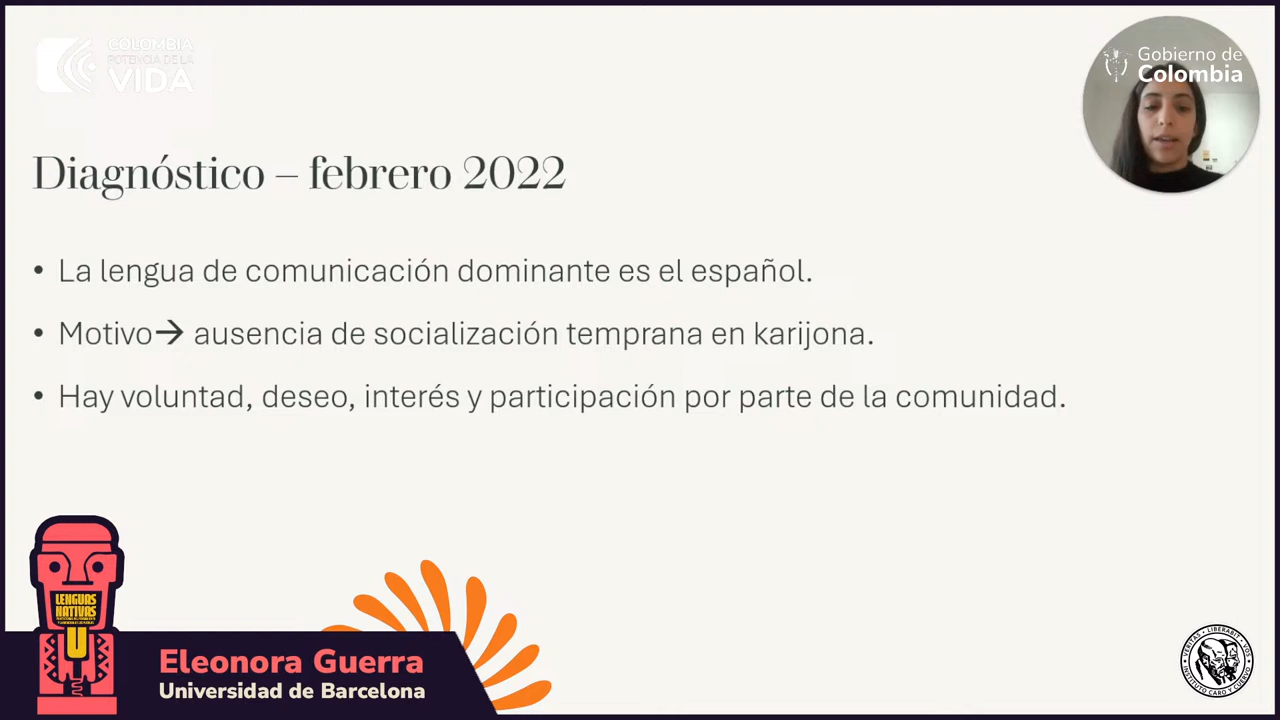 COLOMBIA
POTENCIA DE LA
VIDA
Gobierno de
Colombia
Diagnóstico – febrero 2022
• La lengua de comunicación dominante es el español.
• Motivo→ ausencia de socialización temprana en karijona.
• Hay voluntad, deseo, interés y participación por parte de la comunidad.
LENGUAS
NATIVAS
Eleonora Guerra
Universidad de Barcelona
VERITAS • LIBERABIT • VOS
INSTITUTO CARO Y CUERVO